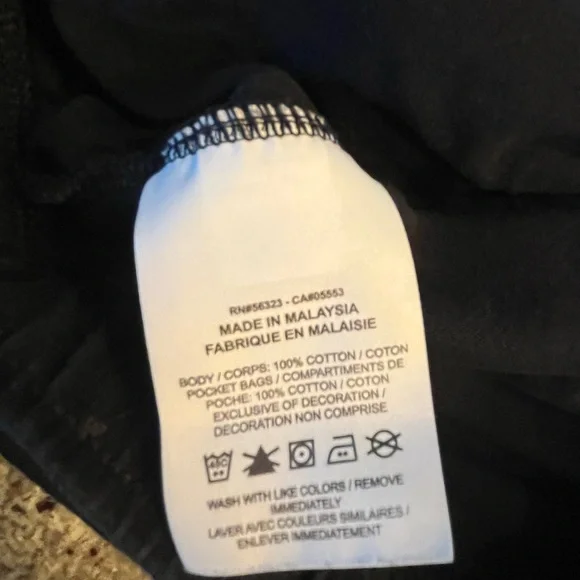 RN#56323 - CA#05553
MADE IN MALAYSIA
FABRIQUE EN MALAISIE
BODY / CORPS: 100% COTTON / COTON
POCKET BAGS / COMPARTIMENTS DE
POCHE: 100% COTTON / COTON
EXCLUSIVE OF DECORATION /
DECORATION NON COMPRISE
40C
WASH WITH LIKE COLORS / REMOVE
IMMEDIATELY
LAVER AVEC COULEURS SIMILAIRES /
ENLEVER IMMEDIATEMENT